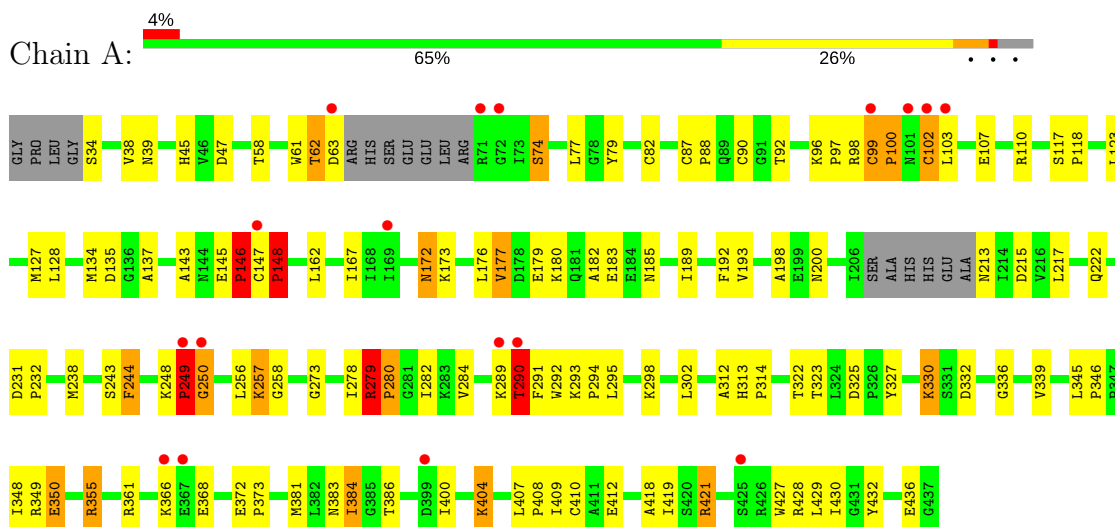 4%
Chain A:
65% 26% • • •
GLY PRO LEU GLY S34 V38 N39 H45 V46 D47 T58 W61 T62 D63 ARG HIS SER GLU GLU LEU ARG R71 G72 I73 S74 L77 G78 Y79 C82 C87 P88 Q89 C90 G91 T92 K96 P97 R98 C99 P100 N101 C102 L103 E107 R110 S117 P118 L123
M127 L128 M134 D135 G136 A137 A143 N144 E145 P146 C147 P148 L162 I167 I168 I169 N172 K173 L176 V177 D178 E179 K180 Q181 A182 E183 E184 N185 I189 F192 V193 A198 E199 N200 I206 SER ALA HIS HIS GLU ALA N213 I214 D215 V216 L217 Q222
D231 P232 M238 S243 F244 K248 P249 G250 L256 K257 G258 G273 I278 R279 P280 G281 I282 K283 V284 K289 T290 F291 W292 K293 P294 L295 K298 L302 A312 H313 P314 T322 T323 L324 D325 P326 Y327 K330 S331 D332 G336 V339 L345 P346
I348 R349 E350 R355 R361 K366 E367 E368 E372 P373 M381 L382 N383 I384 G385 T386 D399 I400 K404 L407 P408 I409 C410 A411 E412 A418 I419 S420 R421 S425 R426 W427 R428 L429 I430 G431 Y432 E436 G437